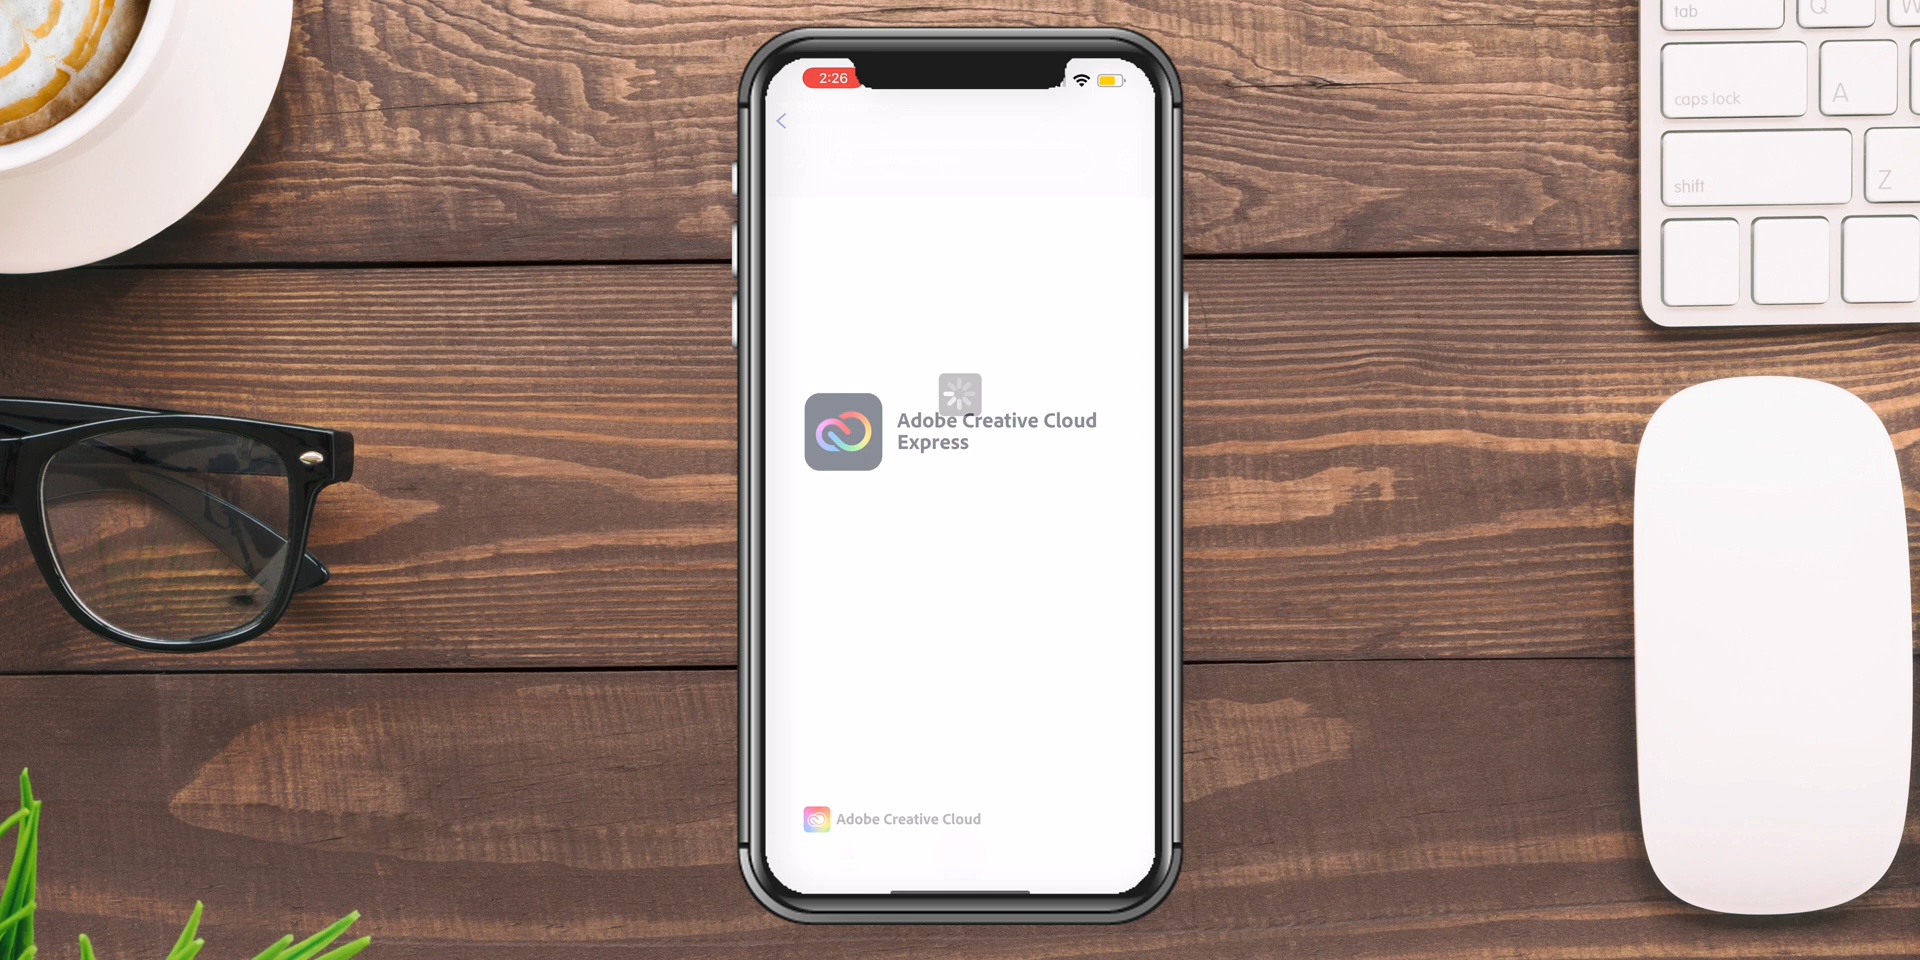 2:26
Adobe Creative Cloud
Express
Adobe Creative Cloud
tab
Q
W
caps lock
A
shift
Z